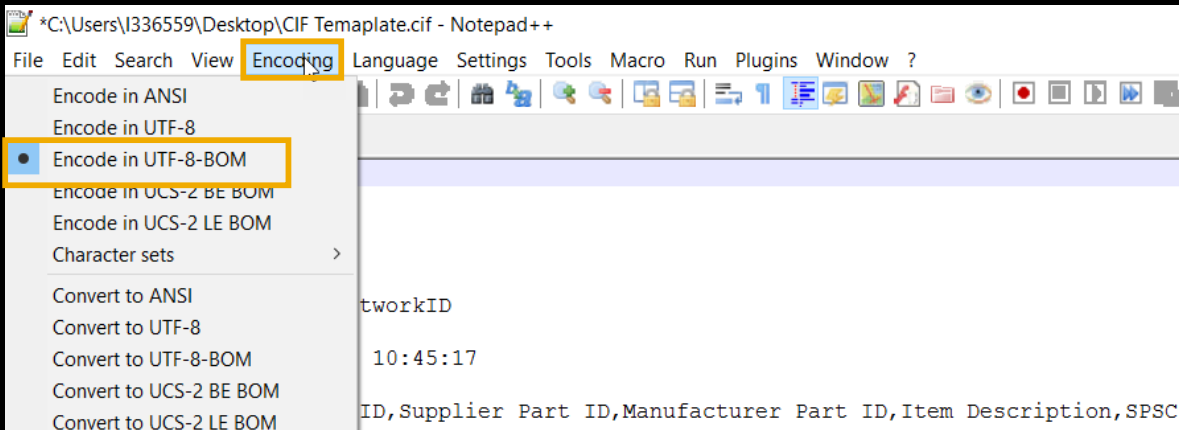 *C:\Users\I336559\Desktop\CIF Temaplate.cif - Notepad++
File Edit Search View Encoding Language Settings Tools Macro Run Plugins Window ?
Encode in ANSI
Encode in UTF-8
Encode in UTF-8-BOM
Encode in UCS-2 BE BOM
Encode in UCS-2 LE BOM
Character sets
Convert to ANSI
tworkID
Convert to UTF-8
Convert to UTF-8-BOM
10:45:17
Convert to UCS-2 BE BOM
Convert to UCS-2 LE BOM
ID,Supplier Part ID,Manufacturer Part ID,Item Description,SPSC